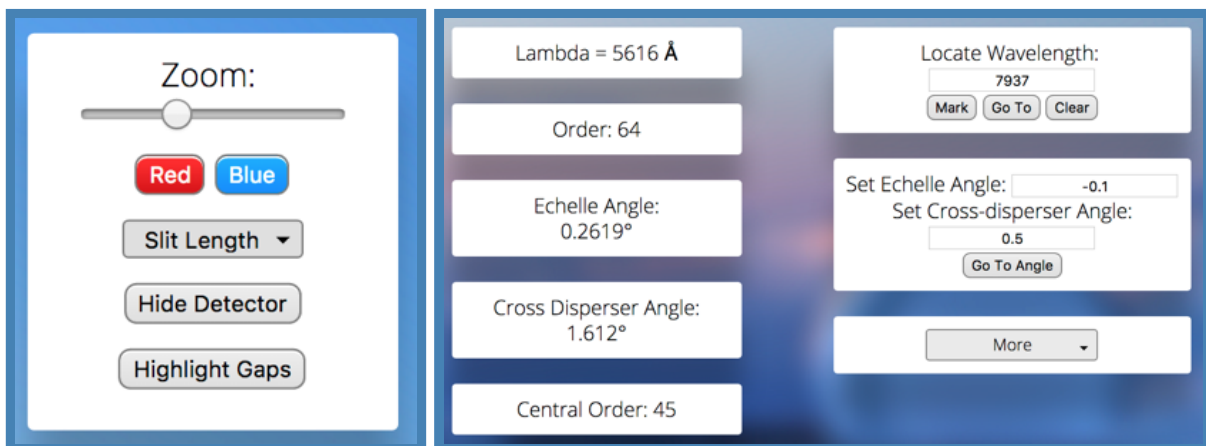 Zoom:
Red Blue
Slit Length
Hide Detector
Highlight Gaps
Lambda = 5616 Å
Order: 64
Echelle Angle:
0.2619°
Cross Disperser Angle:
1.612°
Central Order: 45
Locate Wavelength:
7937
Mark Go To Clear
Set Echelle Angle: -0.1
Set Cross-disperser Angle:
0.5
Go To Angle
More